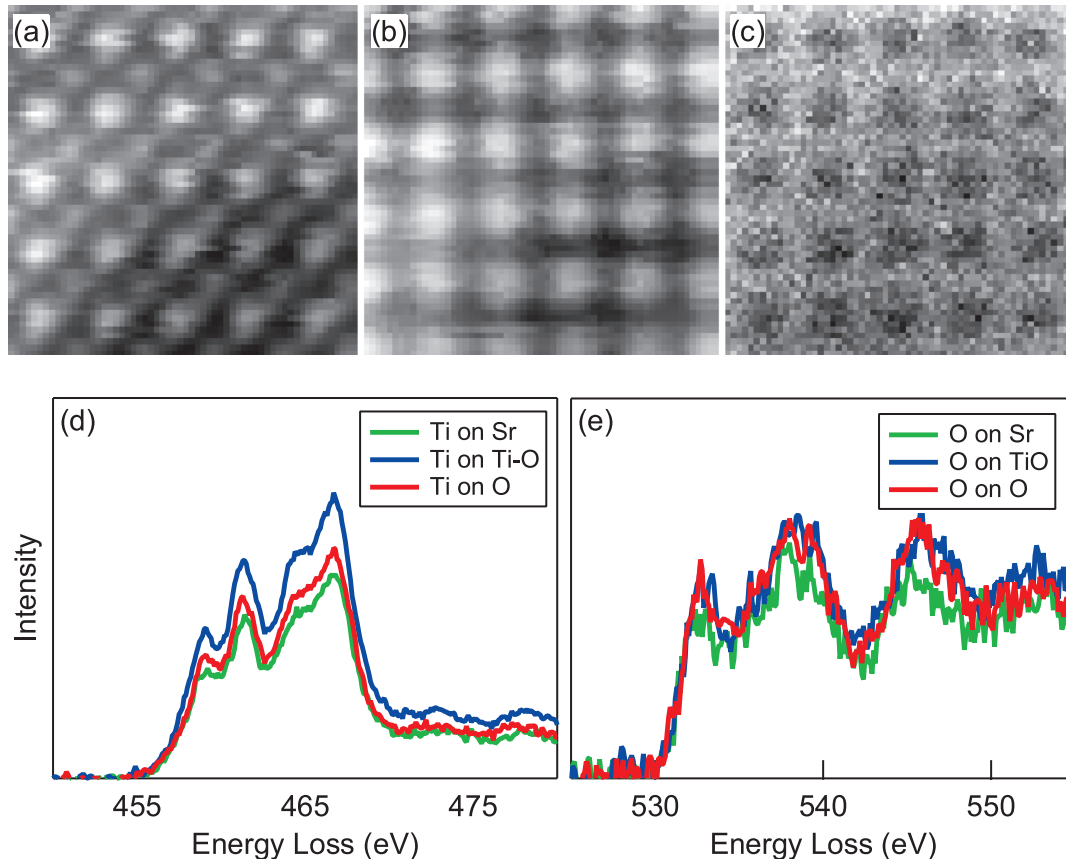 (a)
(b)
(c)
(d)
Ti on Sr
Ti on Ti-O
Ti on O
(e)
O on Sr
O on TiO
O on O
Intensity
455
465
475
530
540
550
Energy Loss (eV)
Energy Loss (eV)